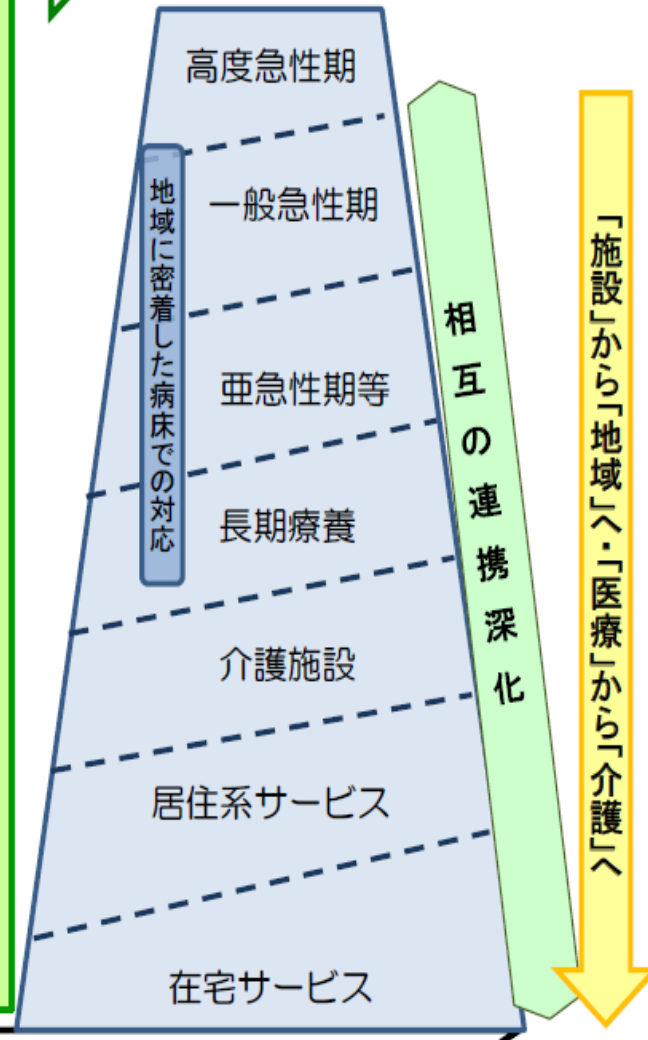 高度急性期
一般急性期
亜急性期等
長期療養
介護施設
居住系サービス
在宅サービス
地域に密着した病床での対応
相互の連携深化
「施設」から「地域」へ・「医療」から「介護」へ